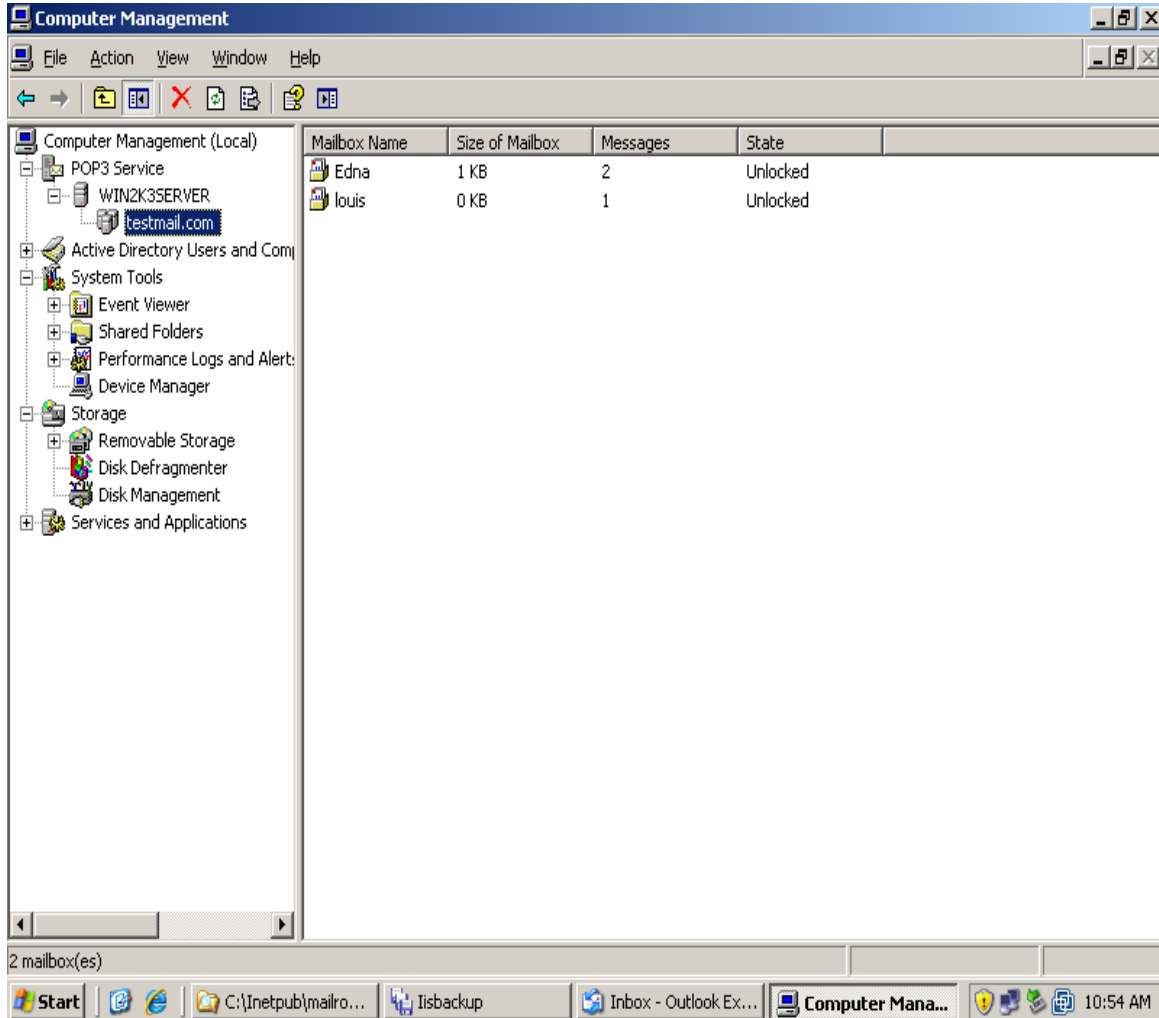 Computer Management
File Action View Window Help
Computer Management (Local)
POP3 Service
WIN2K3SERVER
testmail.com
Active Directory Users and Com
System Tools
Event Viewer
Shared Folders
Performance Logs and Alert
Device Manager
Storage
Removable Storage
Disk Defragmenter
Disk Management
Services and Applications
Mailbox Name Size of Mailbox Messages State
Edna 1 KB 2 Unlocked
louis 0 KB 1 Unlocked
2 mailbox(es)
Start C:\Inetpub\mailro... Iisbackup Inbox - Outlook Ex... Computer Mana... 10:54 AM